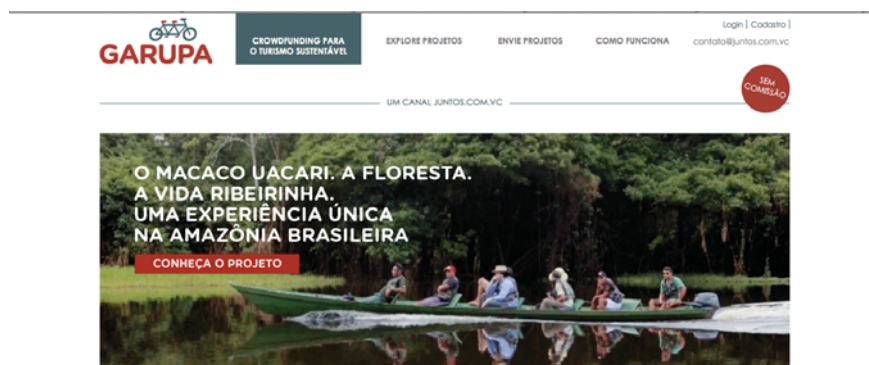 GARUPA
CROWDFUNDING PARA
O TURISMO SUSTENTÁVEL
EXPLORE PROJETOS
ENVIE PROJETOS
COMO FUNCIONA
Login | Cadastro |
contato@juntos.com.vc
SEM
COMISSÃO
UM CANAL JUNTOS.COM.VC
O MACACO UACARI. A FLORESTA.
A VIDA RIBEIRINHA.
UMA EXPERIÊNCIA ÚNICA
NA AMAZÔNIA BRASILEIRA
CONHEÇA O PROJETO